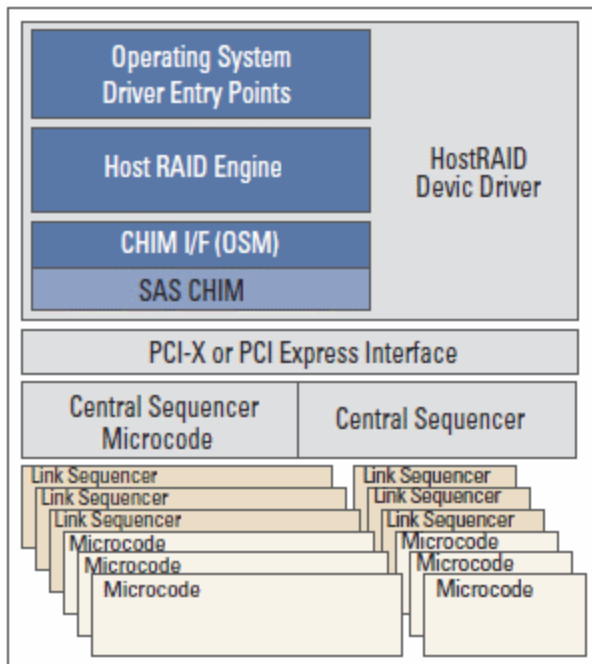 Operating System
Driver Entry Points
Host RAID Engine
HostRAID
Devic Driver
CHIM I/F (OSM)
SAS CHIM
PCI-X or PCI Express Interface
Central Sequencer
Microcode
Central Sequencer
Link Sequencer
Link Sequencer
Link Sequencer
Microcode
Microcode
Microcode
Link Sequencer
Link Sequencer
Link Sequencer
Microcode
Microcode
Microcode